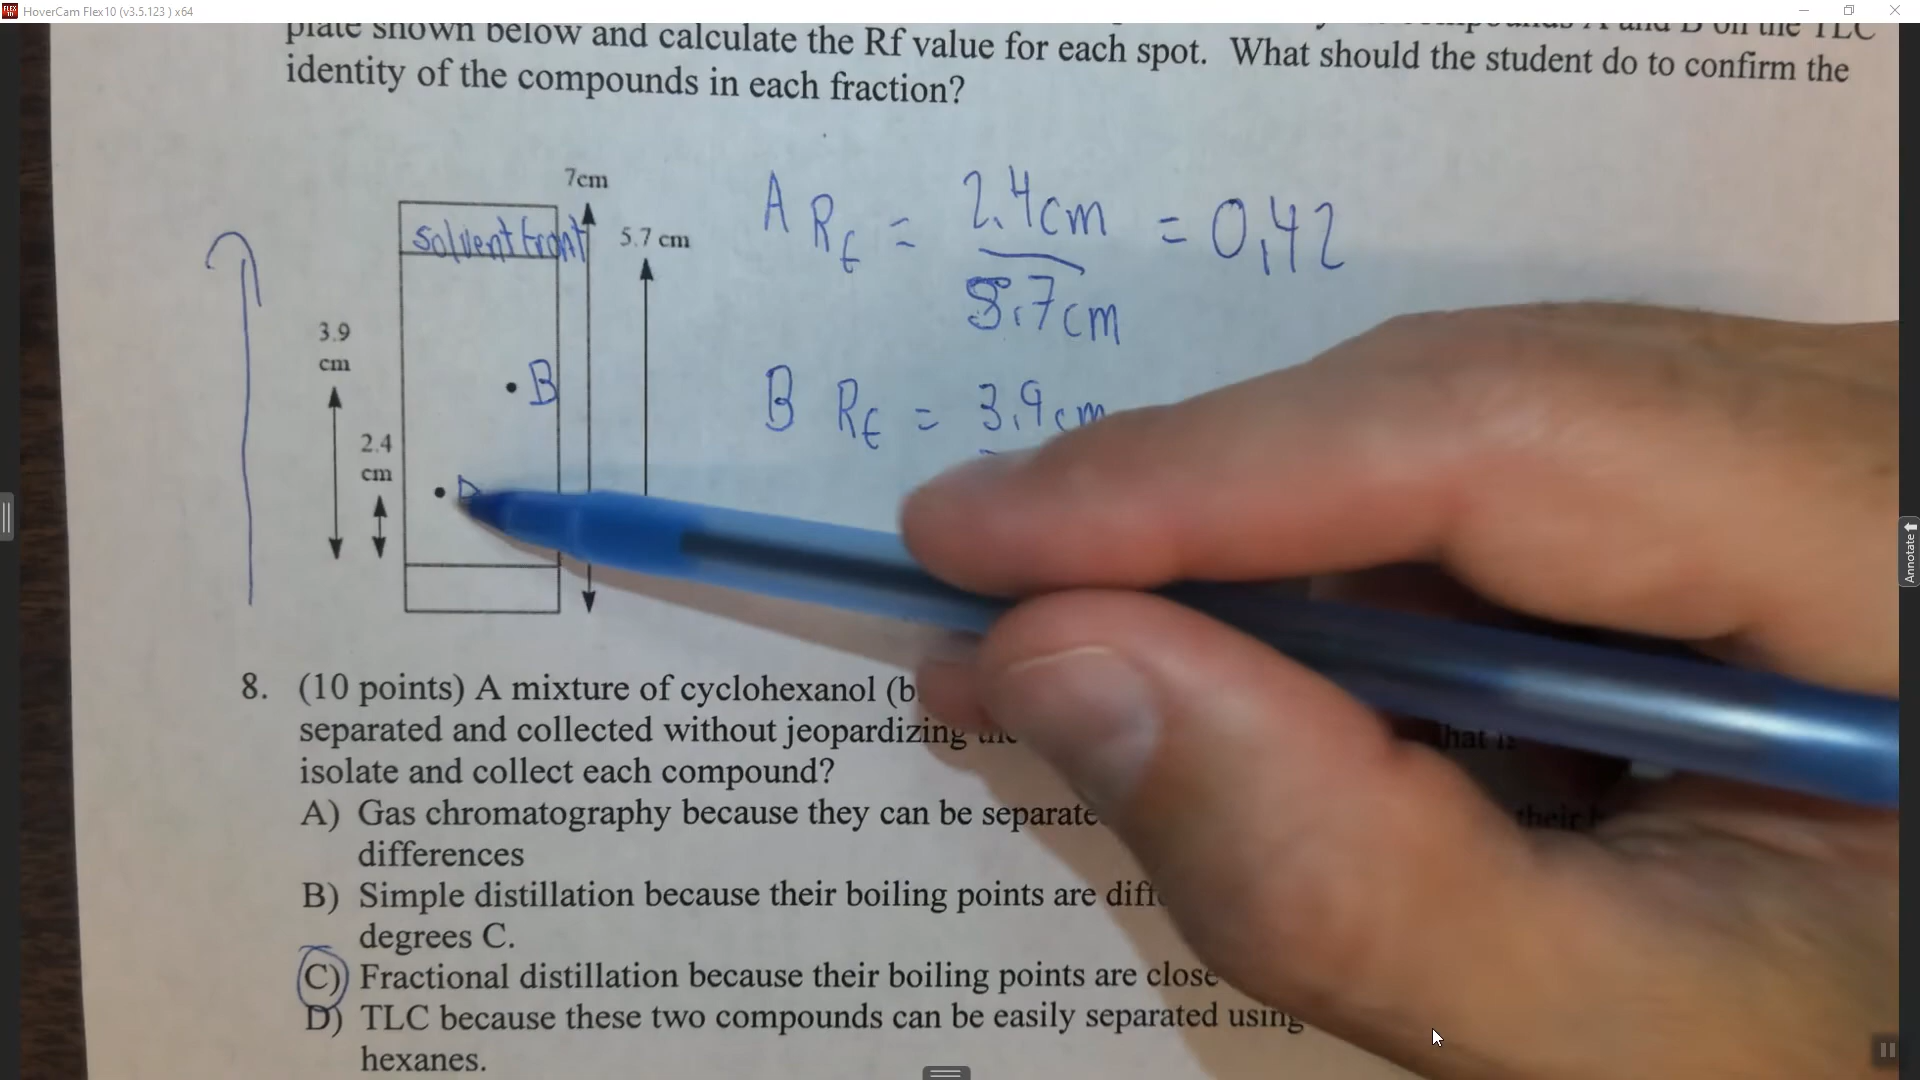 HoverCam Flex10 (v3.5.123 ) x64
plate shown below and calculate the Rf value for each spot. What should the student do to confirm the
identity of the compounds in each fraction?
7cm
solvent front
5.7 cm
A Rf = 2.4cm = 0,42
5.7cm
3.9
cm
B
B Rf = 3.9cm
2.4
cm
8. (10 points) A mixture of cyclohexanol (b
separated and collected without jeopardizing
isolate and collect each compound?
A) Gas chromatography because they can be separate
their
differences
B) Simple distillation because their boiling points are
degrees C.
C) Fractional distillation because their boiling points are close
D) TLC because these two compounds can be easily separated using
hexanes.
Annotate